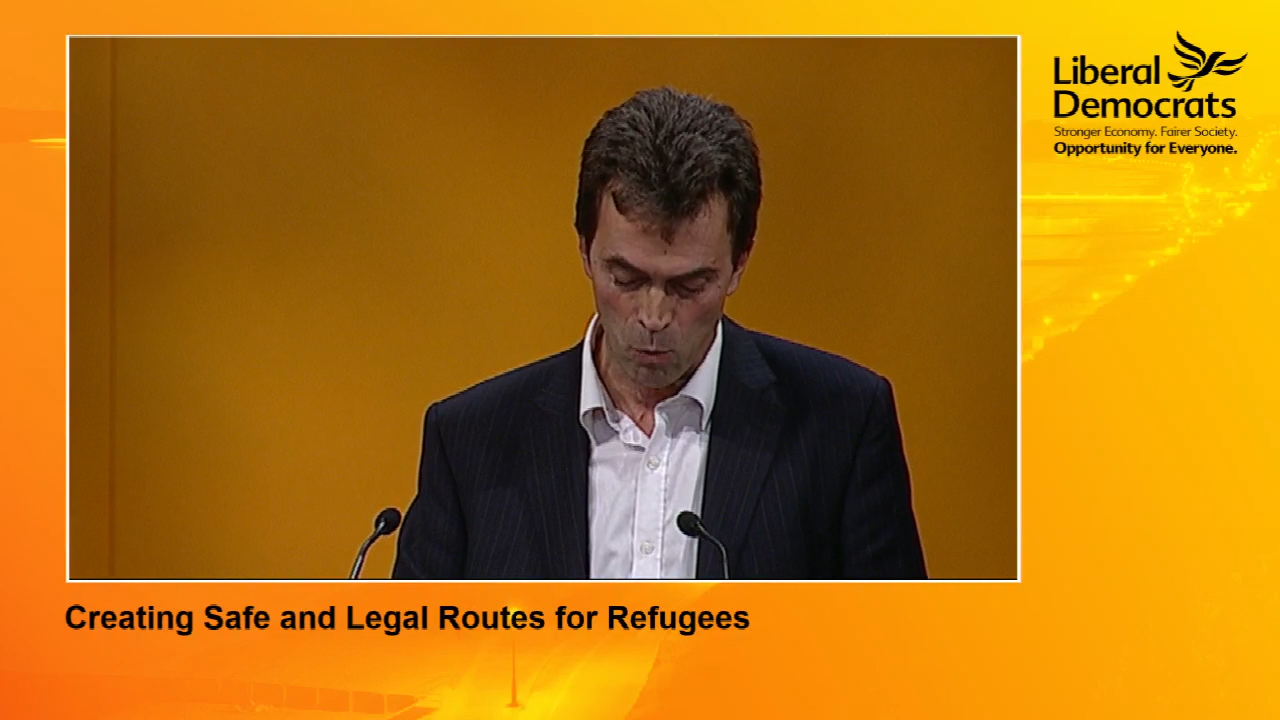 Liberal
Democrats
Stronger Economy. Fairer Society.
Opportunity for Everyone.
Creating Safe and Legal Routes for Refugees